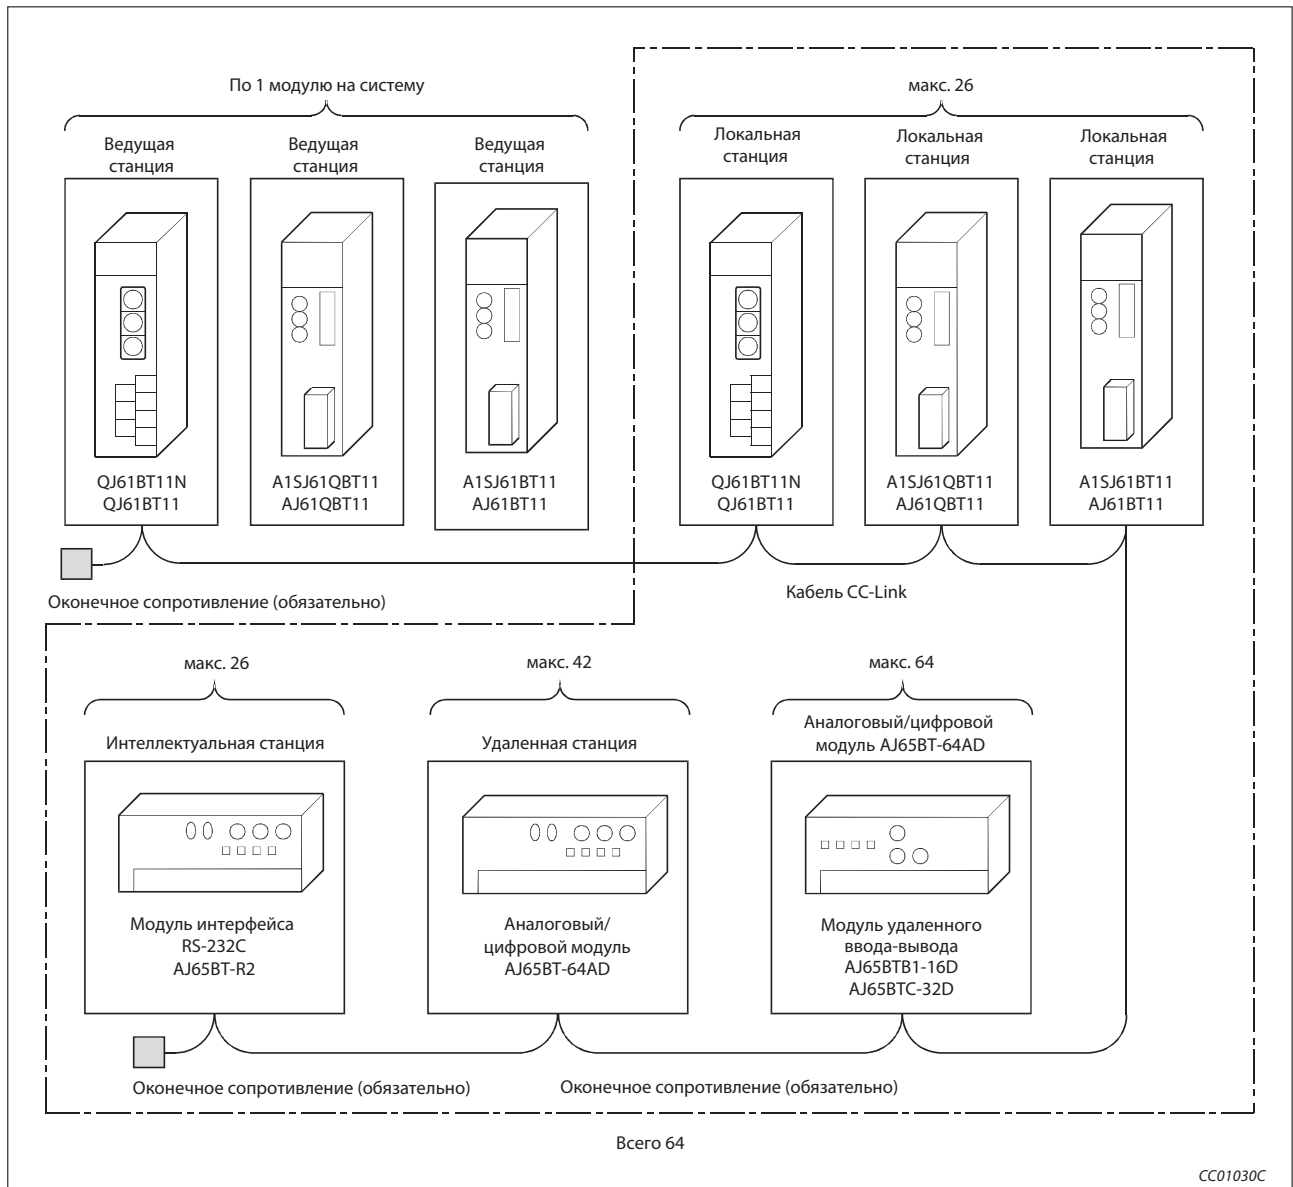 По 1 модулю на систему
макс. 26
Ведущая
станция
Ведущая
станция
Ведущая
станция
Локальная
станция
Локальная
станция
Локальная
станция
QJ61BT11N
QJ61BT11
A1SJ61QBT11
AJ61QBT11
A1SJ61BT11
AJ61BT11
QJ61BT11N
QJ61BT11
A1SJ61QBT11
AJ61QBT11
A1SJ61BT11
AJ61BT11
Оконечное сопротивление (обязательно)
Кабель CC-Link
макс. 26
макс. 42
макс. 64
Интеллектуальная станция
Удаленная станция
Аналоговый/цифровой
модуль AJ65BT-64AD
Модуль интерфейса
RS-232C
AJ65BT-R2
Аналоговый/
цифровой модуль
AJ65BT-64AD
Модуль удаленного
ввода-вывода
AJ65BTB1-16D
AJ65BTC-32D
Оконечное сопротивление (обязательно)
Оконечное сопротивление (обязательно)
Всего 64
CC01030C